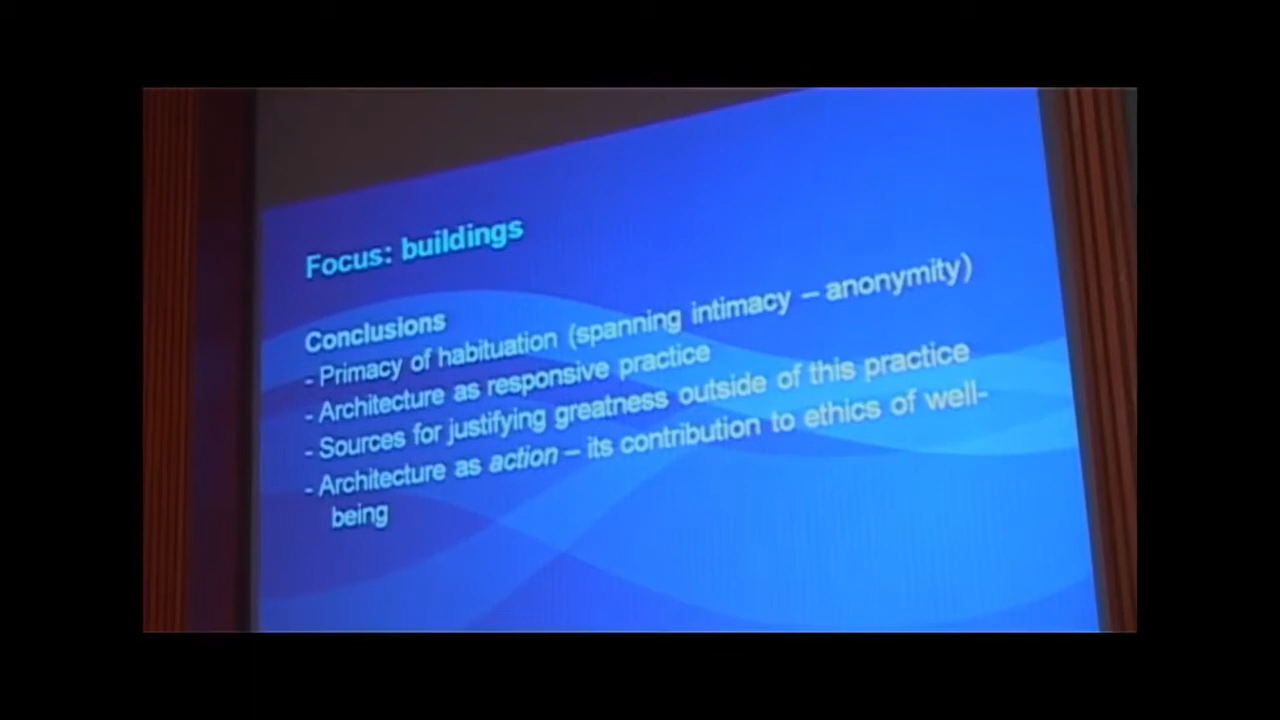 Focus: buildings
Conclusions
- Primacy of habituation (spanning intimacy – anonymity)
- Architecture as responsive practice
- Sources for justifying greatness outside of this practice
- Architecture as action – its contribution to ethics of well-
being